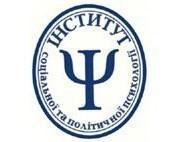 ІНСТИТУТ
соціальної та політичної психології
Ψ